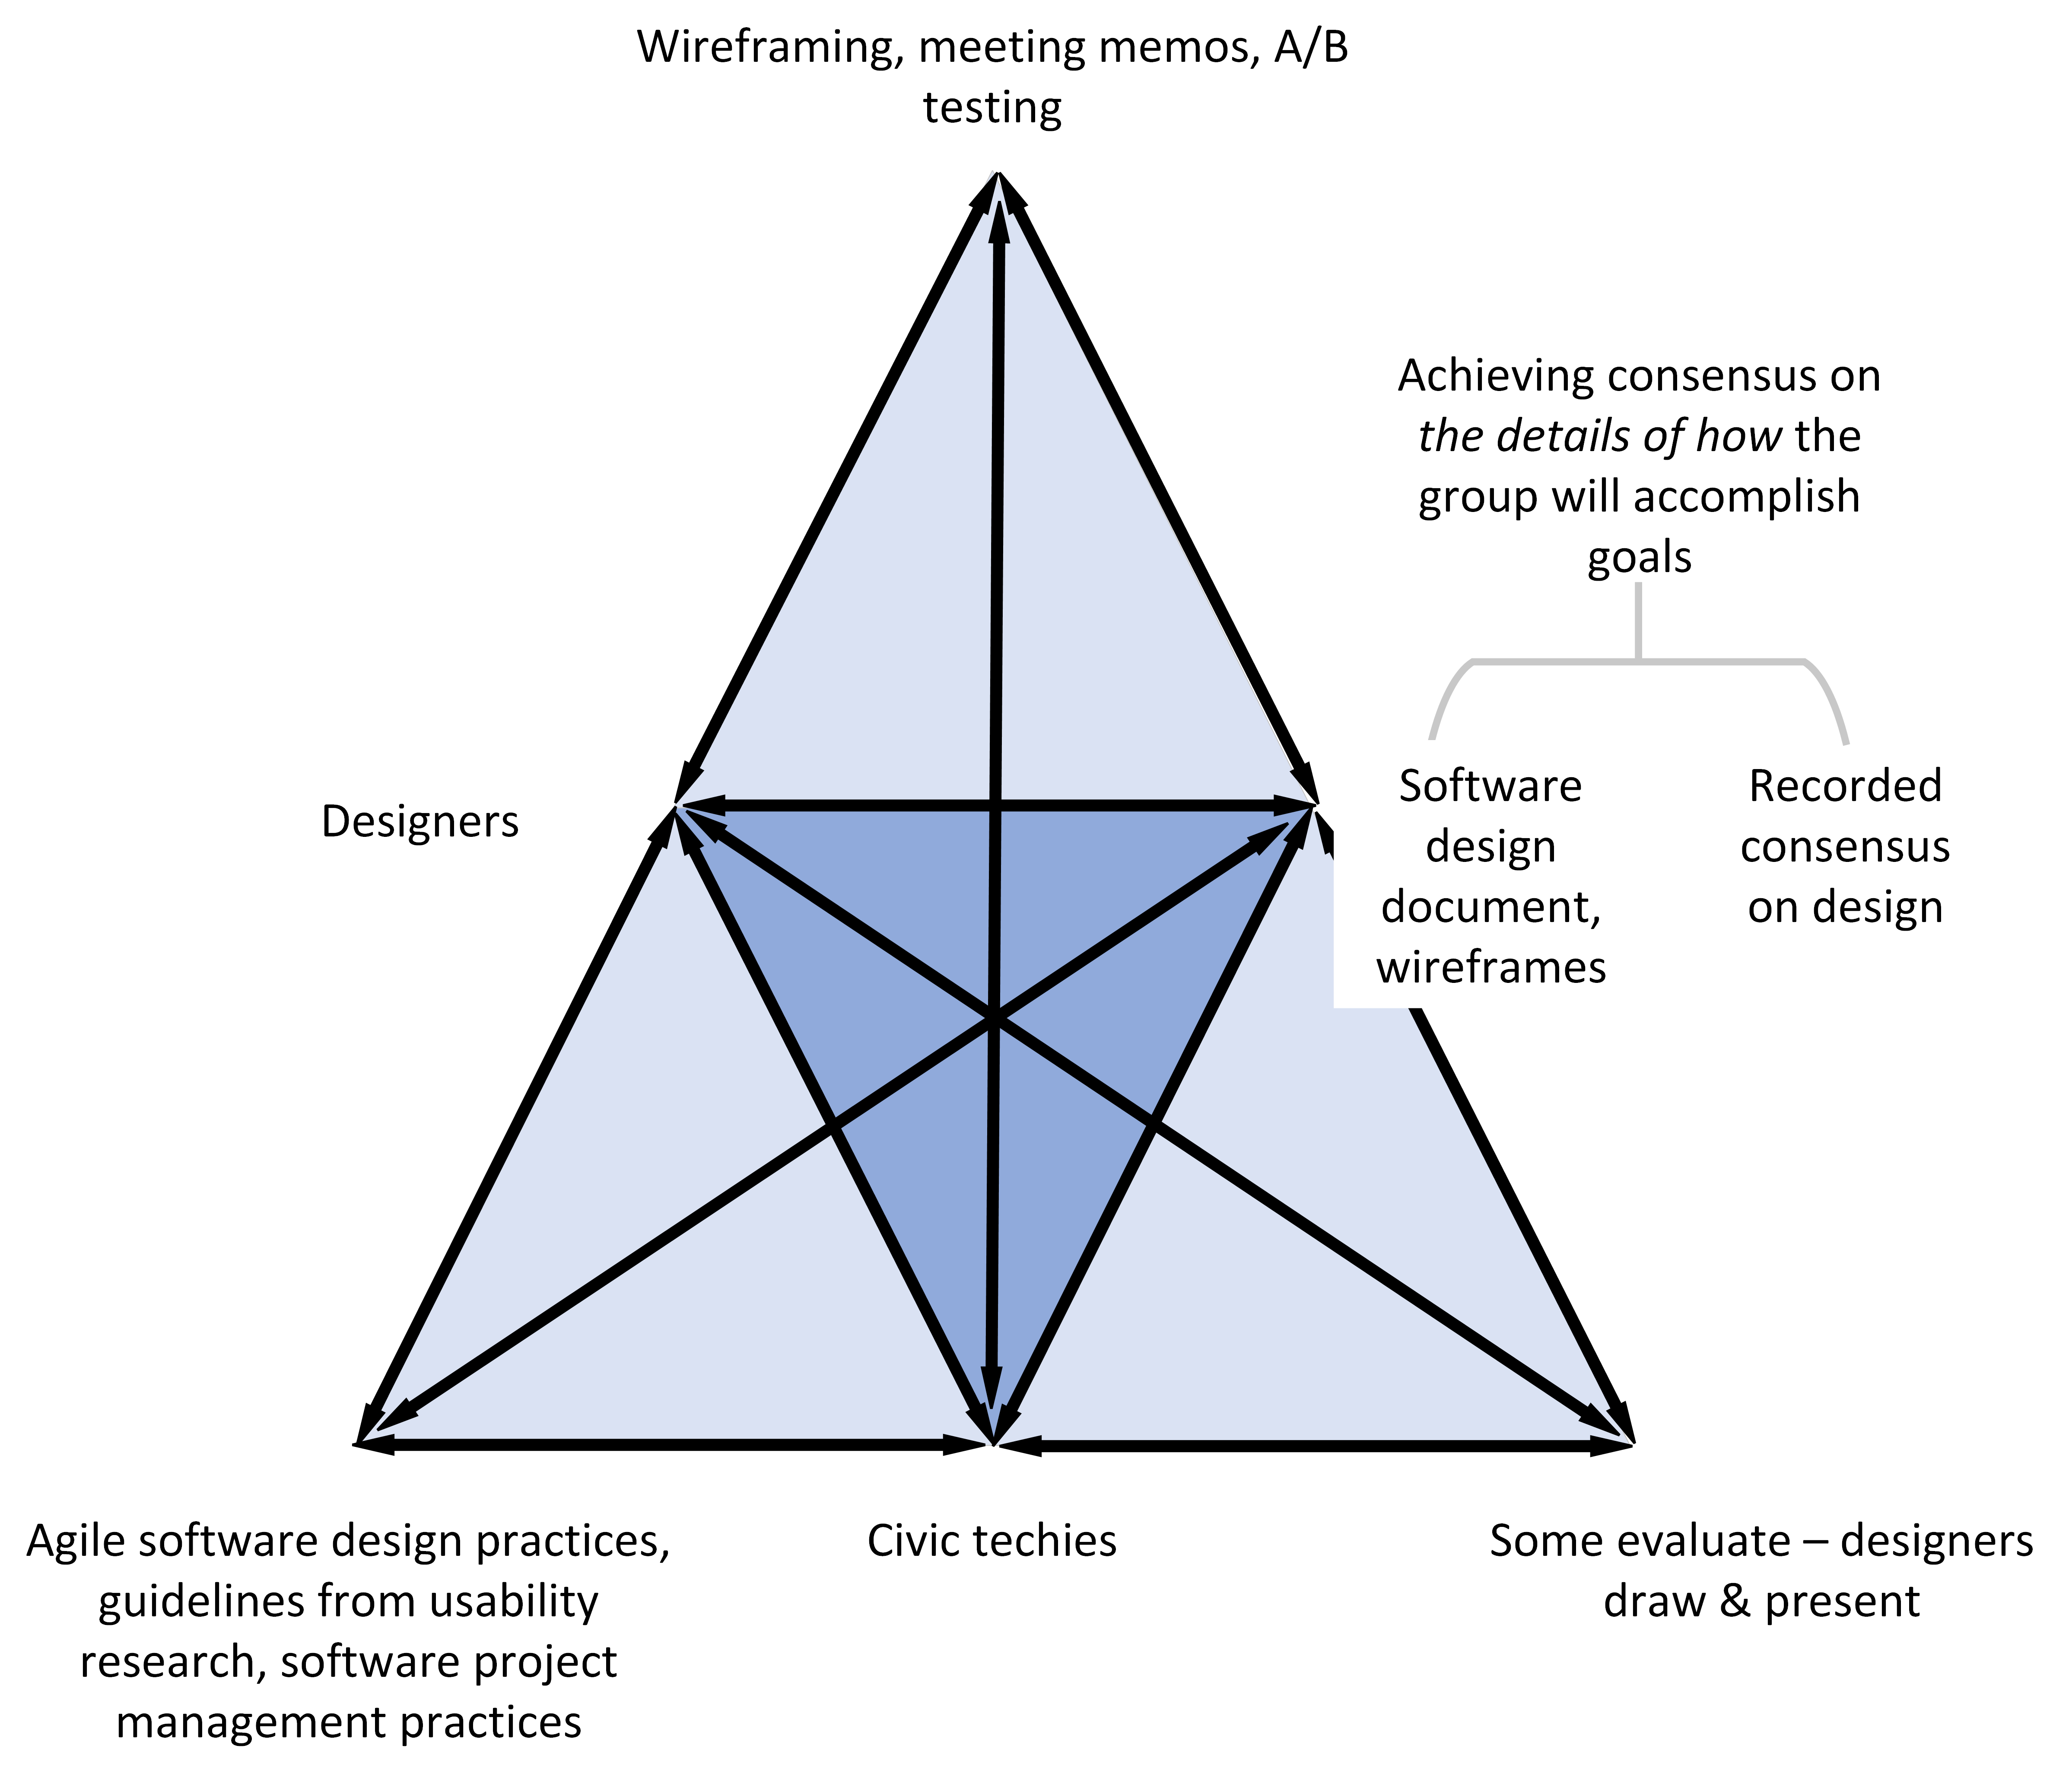 Wireframing, meeting memos, A/B
testing
Achieving consensus on
the details of how the
group will accomplish
goals
Designers
Software
design
document,
wireframes
Recorded
consensus
on design
Agile software design practices,
guidelines from usability
research, software project
management practices
Civic techies
Some evaluate – designers
draw & present